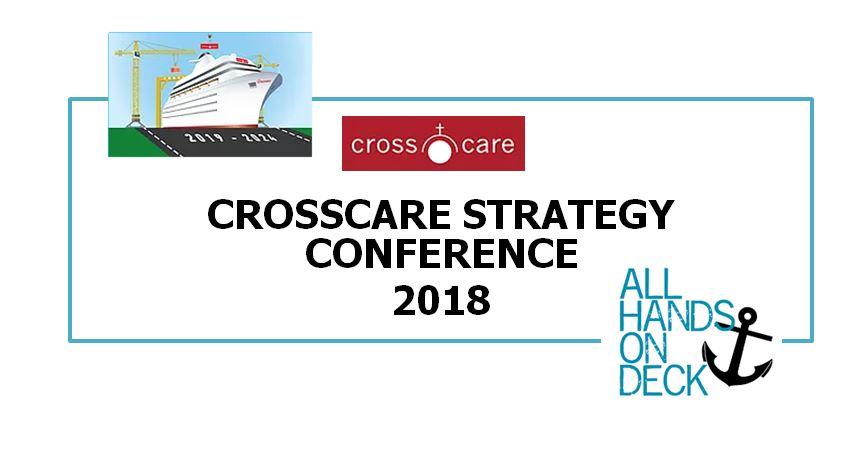 2019 - 2024
cross care
CROSSCARE STRATEGY
CONFERENCE
2018
ALL
HANDS
ON
DECK